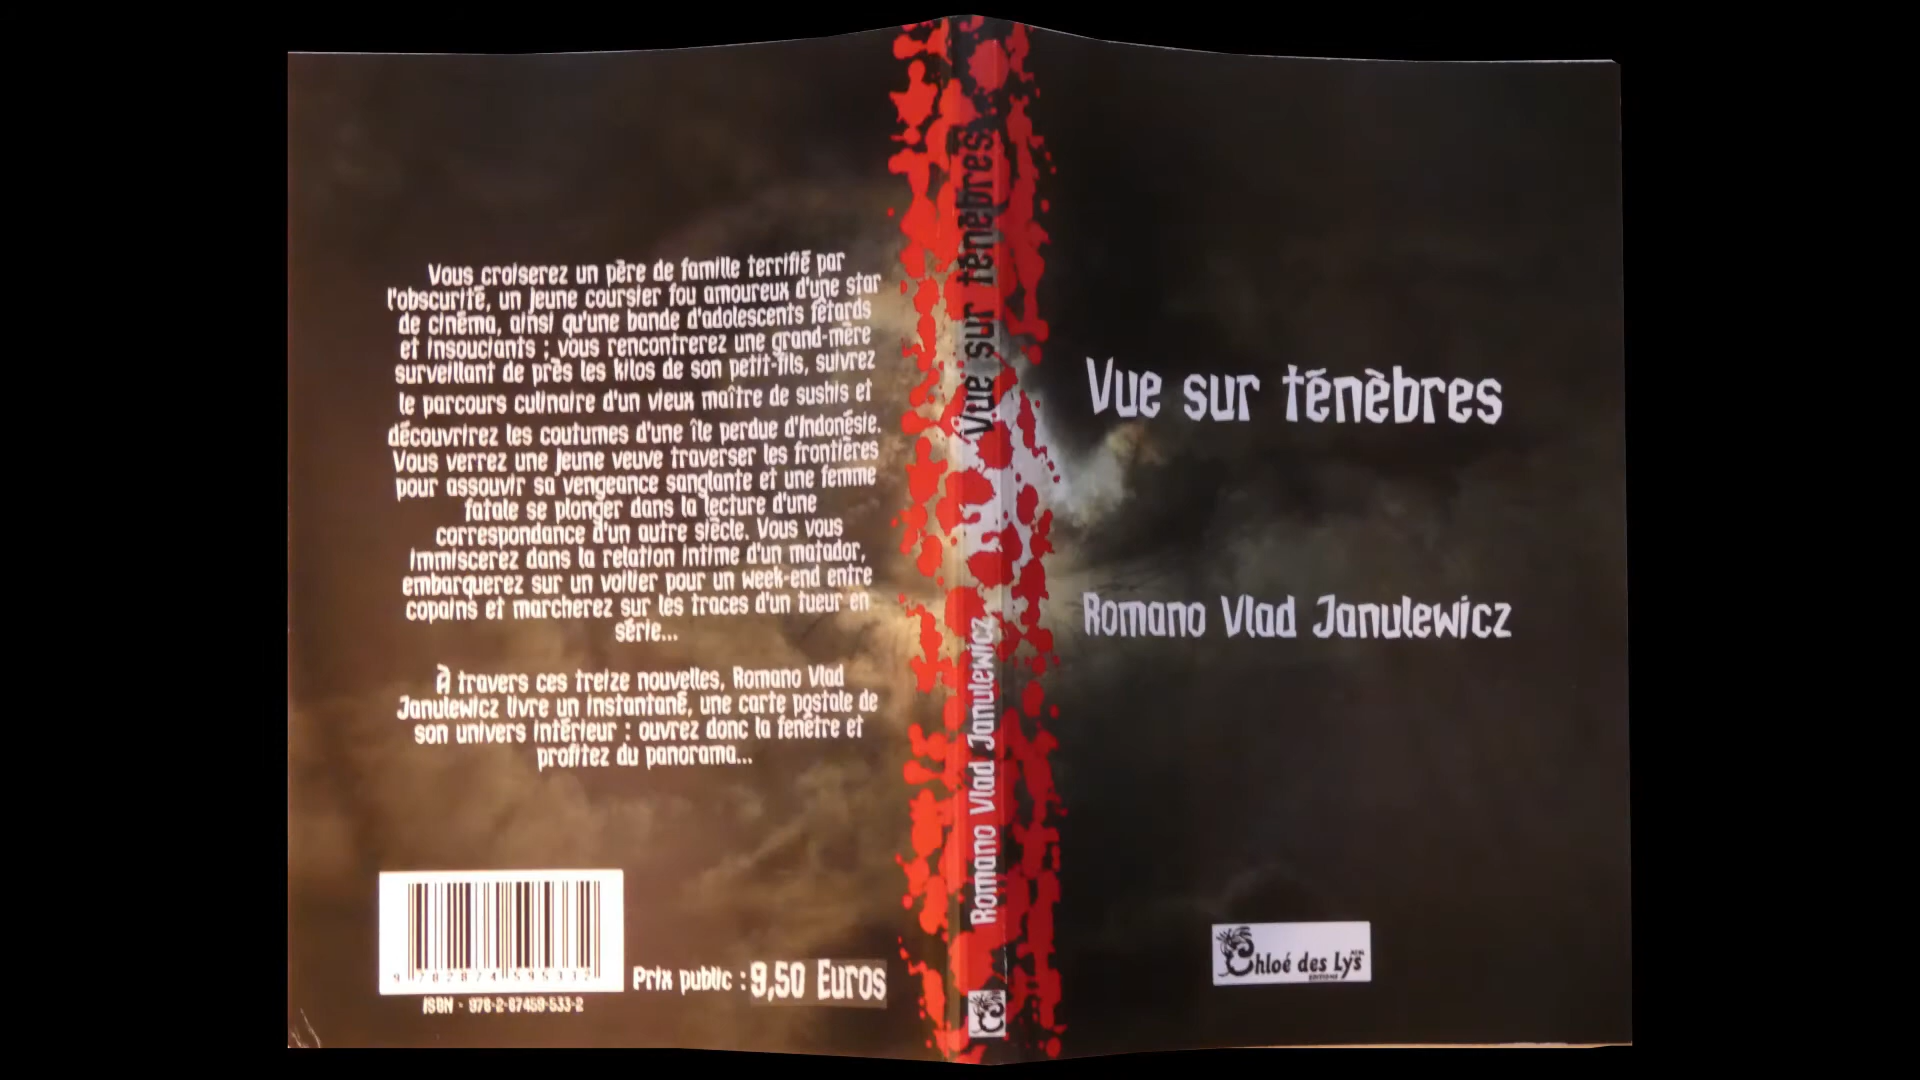 Vous croiserez un père de famille terrifié par
l'obscurité, un jeune coursier fou amoureux d'une star
de cinéma, ainsi qu'une bande d'adolescents fêtards
et insouciants ; vous rencontrerez une grand-mère
surveillant de près les kilos de son petit-fils, suivrez
le parcours culinaire d'un vieux maître de sushis et
découvrirez les coutumes d'une île perdue d'Indonésie.
Vous verrez une jeune veuve traverser les frontières
pour assouvir sa vengeance sanglante et une femme
fatale se plonger dans la lecture d'une
correspondance d'un autre siècle. Vous vous
immiscerez dans la relation intime d'un matador,
embarquerez sur un voilier pour un week-end entre
copains et marcherez sur les traces d'un tueur en
série...
À travers ces treize nouvelles, Romano Vlad
Janulewicz livre un instantané, une carte postale de
son univers intérieur : ouvrez donc la fenêtre et
profitez du panorama...
9 782874 595332
ISBN - 978-2-87459-533-2
Prix public : 9,50 Euros
Vue sur ténèbres
Romano Vlad Janulewicz
Vue sur ténèbres
Romano Vlad Janulewicz
Chloé des Lys
EDITIONS